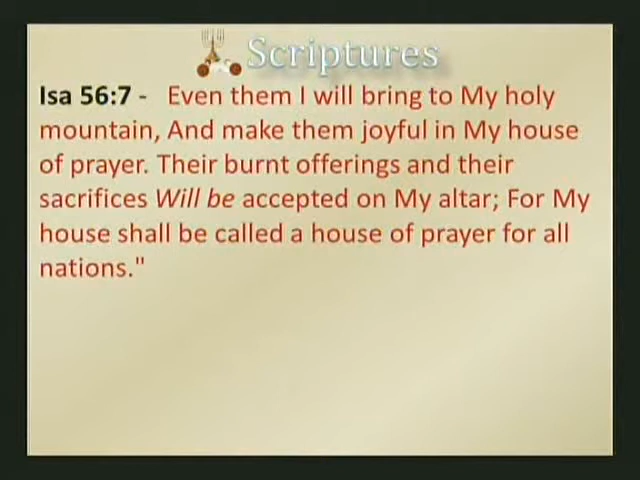 Scriptures
Isa 56:7 - Even them I will bring to My holy
mountain, And make them joyful in My house
of prayer. Their burnt offerings and their
sacrifices Will be accepted on My altar; For My
house shall be called a house of prayer for all
nations."